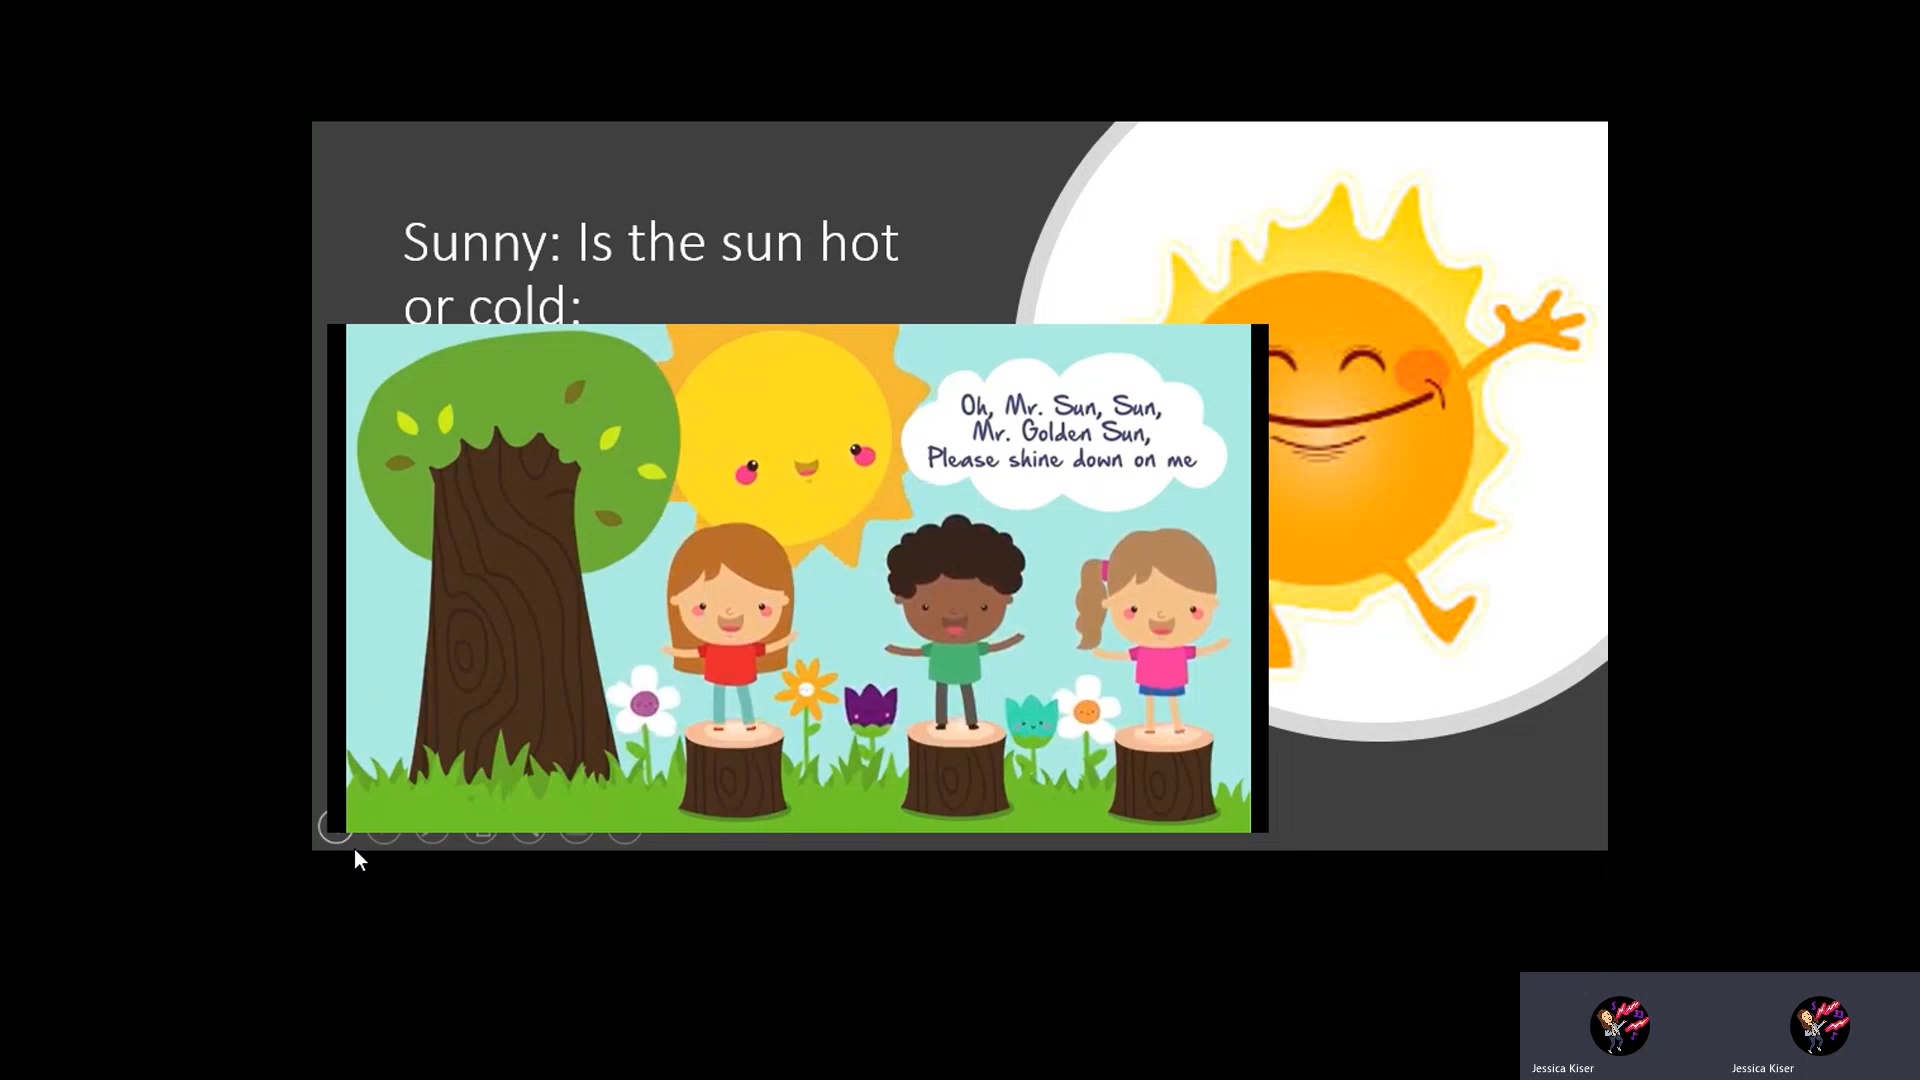 Sunny: Is the sun hot
or cold:
Oh, Mr. Sun, Sun,
Mr. Golden Sun,
Please shine down on me
Jessica Kiser
Jessica Kiser